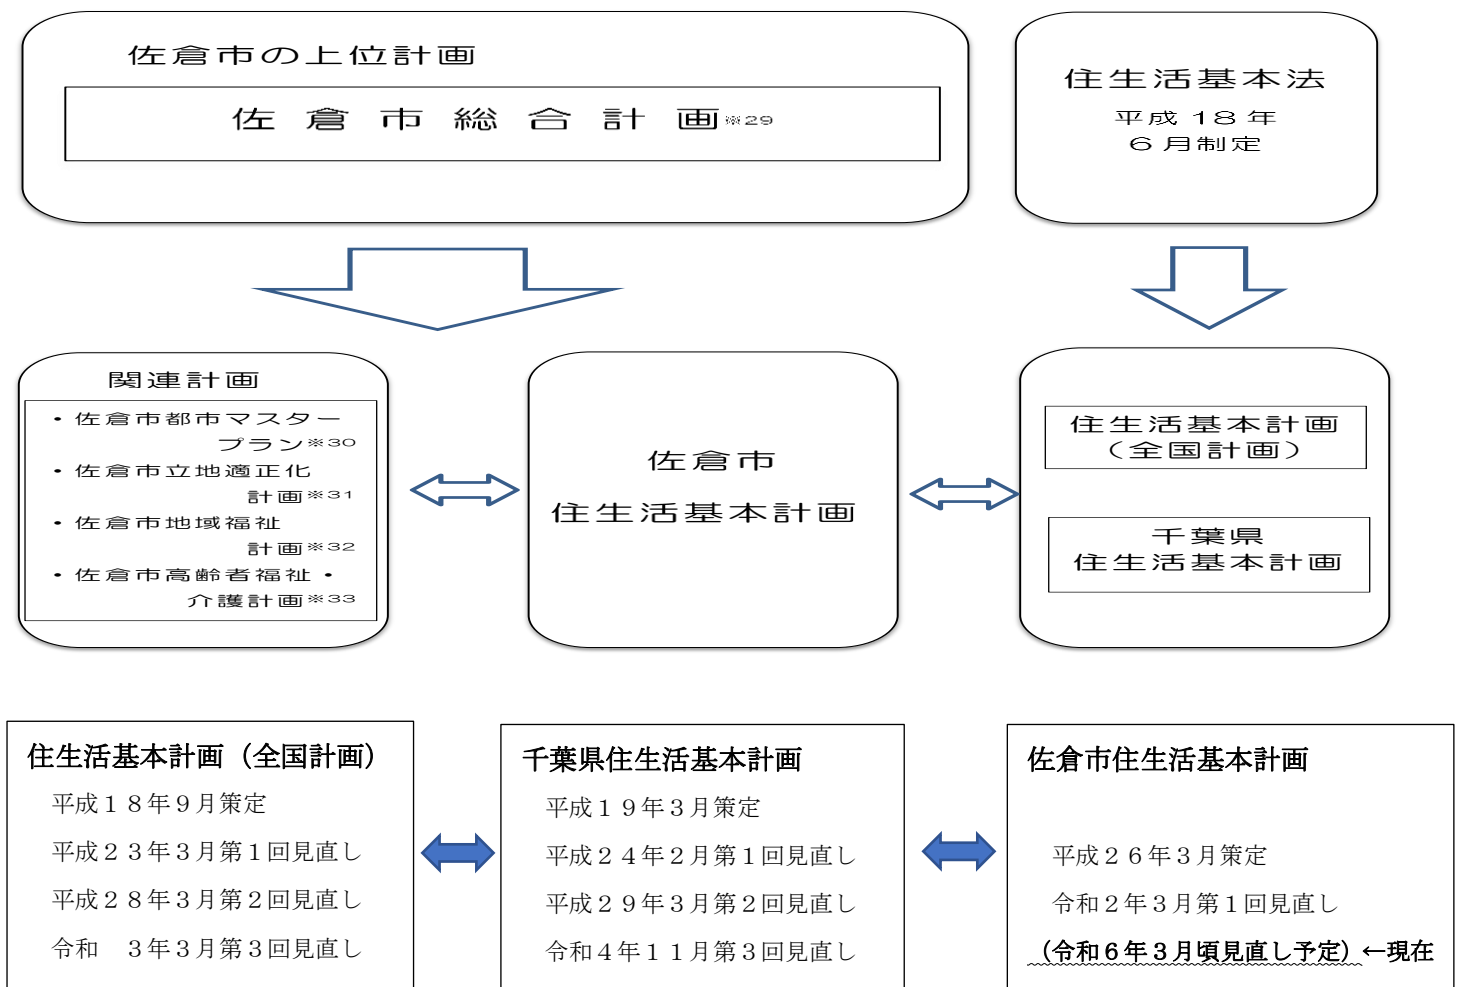 佐倉市の上位計画
佐倉市総合計画※29
住生活基本法
平成18年
6月制定
関連計画
・佐倉市都市マスター
プラン※30
・佐倉市立地適正化
計画※31
・佐倉市地域福祉
計画※32
・佐倉市高齢者福祉・
介護計画※33
佐倉市
住生活基本計画
住生活基本計画
（全国計画）
千葉県
住生活基本計画
住生活基本計画（全国計画）
平成１８年９月策定
平成２３年３月第１回見直し
平成２８年３月第２回見直し
令和　３年３月第３回見直し
千葉県住生活基本計画
平成１９年３月策定
平成２４年２月第１回見直し
平成２９年３月第２回見直し
令和４年１１月第３回見直し
佐倉市住生活基本計画
平成２６年３月策定
令和２年３月第１回見直し
（令和６年３月頃見直し予定）←現在